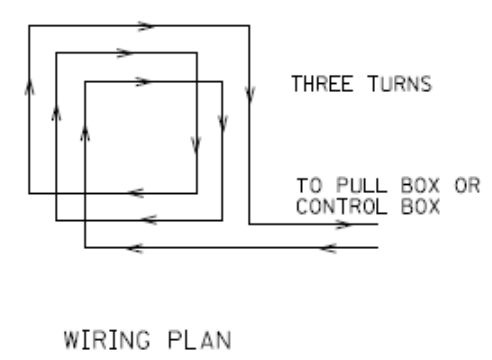 THREE TURNS
TO PULL BOX OR
CONTROL BOX
WIRING PLAN